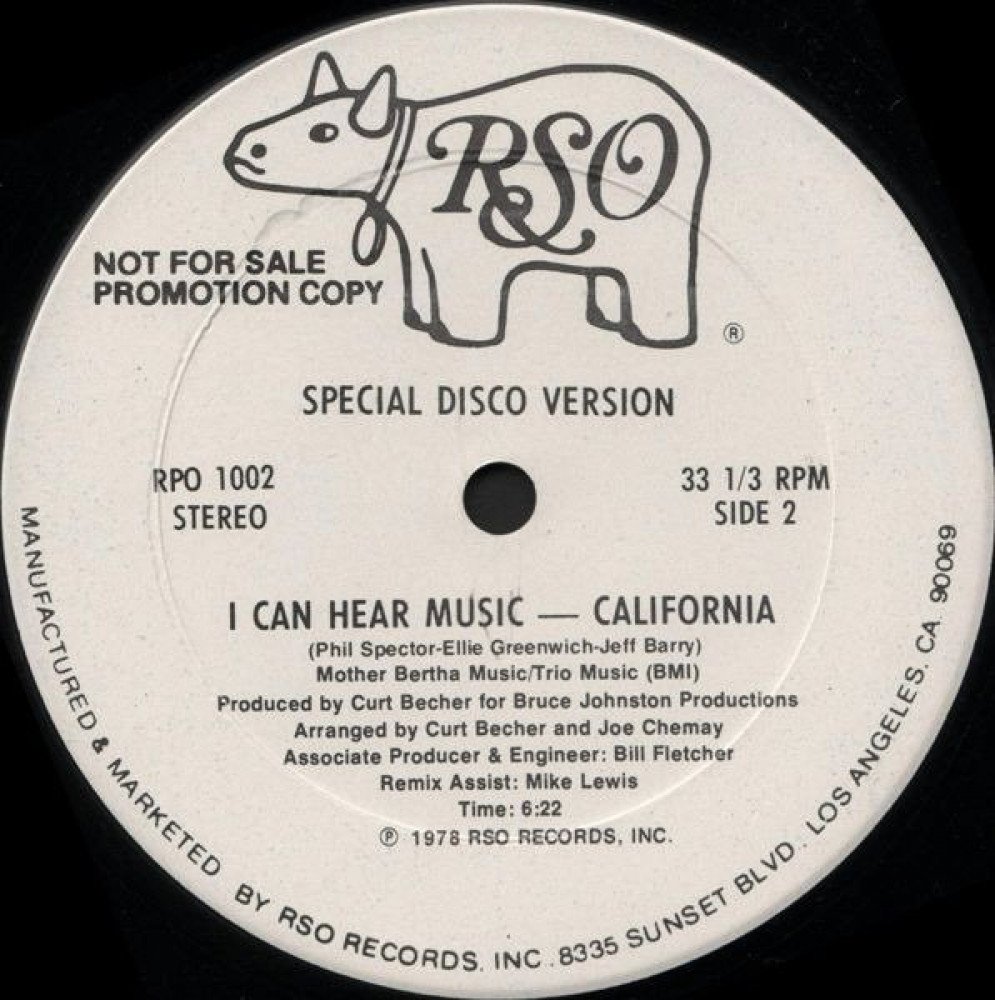 RSO
NOT FOR SALE
PROMOTION COPY
®
SPECIAL DISCO VERSION
RPO 1002
STEREO
33 1/3 RPM
SIDE 2
I CAN HEAR MUSIC — CALIFORNIA
(Phil Spector-Ellie Greenwich-Jeff Barry)
Mother Bertha Music/Trio Music (BMI)
Produced by Curt Becher for Bruce Johnston Productions
Arranged by Curt Becher and Joe Chemay
Associate Producer & Engineer: Bill Fletcher
Remix Assist: Mike Lewis
Time: 6:22
℗ 1978 RSO RECORDS, INC.
MANUFACTURED & MARKETED BY RSO RECORDS, INC. 8335 SUNSET BLVD., LOS ANGELES, CA. 90069